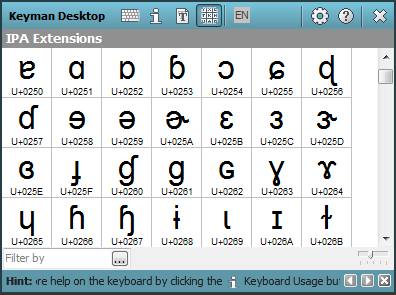 Keyman Desktop EN
IPA Extensions
ɐ ɑ ɒ ɓ ɔ ɕ ɖ
U+0250 U+0251 U+0252 U+0253 U+0254 U+0255 U+0256
ɗ ɘ ə ɚ ɛ ɜ ɝ
U+0257 U+0258 U+0259 U+025A U+025B U+025C U+025D
ɞ ɟ ɠ ɡ ɢ ɣ ɤ
U+025E U+025F U+0260 U+0261 U+0262 U+0263 U+0264
ɥ ɦ ɧ ɨ ɩ ɪ ɫ
U+0265 U+0266 U+0267 U+0268 U+0269 U+026A U+026B
Filter by ...
Hint: re help on the keyboard by clicking the i Keyboard Usage bu